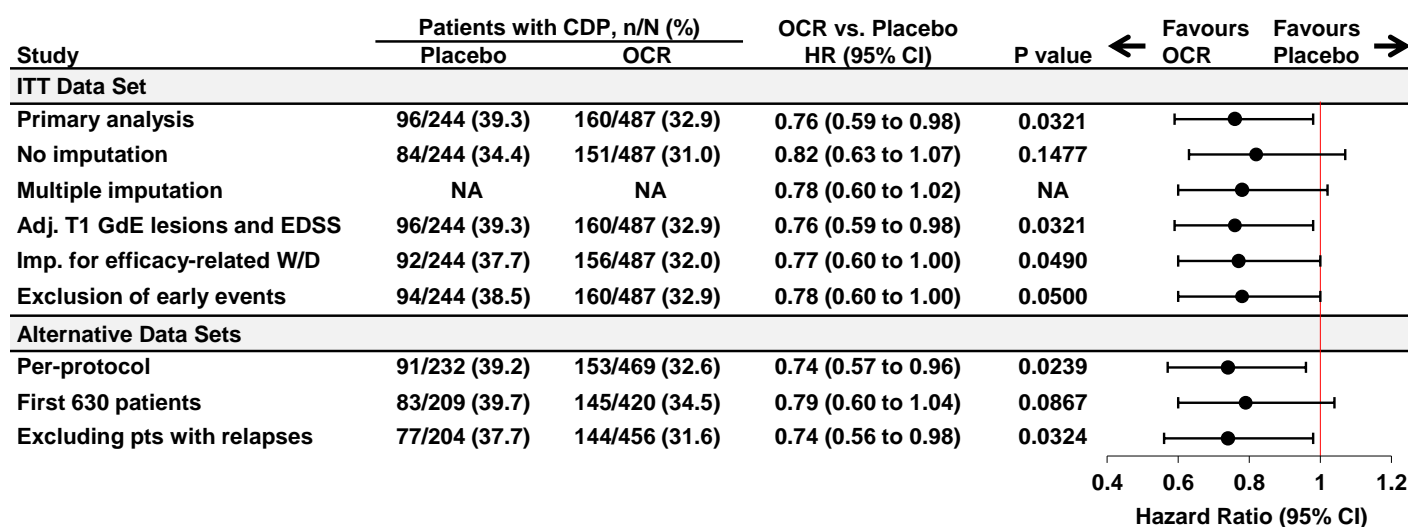 Patients with CDP, n/N (%) OCR vs. Placebo Favours Favours
Study Placebo OCR HR (95% CI) P value OCR Placebo
ITT Data Set
Primary analysis 96/244 (39.3) 160/487 (32.9) 0.76 (0.59 to 0.98) 0.0321
No imputation 84/244 (34.4) 151/487 (31.0) 0.82 (0.63 to 1.07) 0.1477
Multiple imputation NA NA 0.78 (0.60 to 1.02) NA
Adj. T1 GdE lesions and EDSS 96/244 (39.3) 160/487 (32.9) 0.76 (0.59 to 0.98) 0.0321
Imp. for efficacy-related W/D 92/244 (37.7) 156/487 (32.0) 0.77 (0.60 to 1.00) 0.0490
Exclusion of early events 94/244 (38.5) 160/487 (32.9) 0.78 (0.60 to 1.00) 0.0500
Alternative Data Sets
Per-protocol 91/232 (39.2) 153/469 (32.6) 0.74 (0.57 to 0.96) 0.0239
First 630 patients 83/209 (39.7) 145/420 (34.5) 0.79 (0.60 to 1.04) 0.0867
Excluding pts with relapses 77/204 (37.7) 144/456 (31.6) 0.74 (0.56 to 0.98) 0.0324
0.4 0.6 0.8 1 1.2
Hazard Ratio (95% CI)